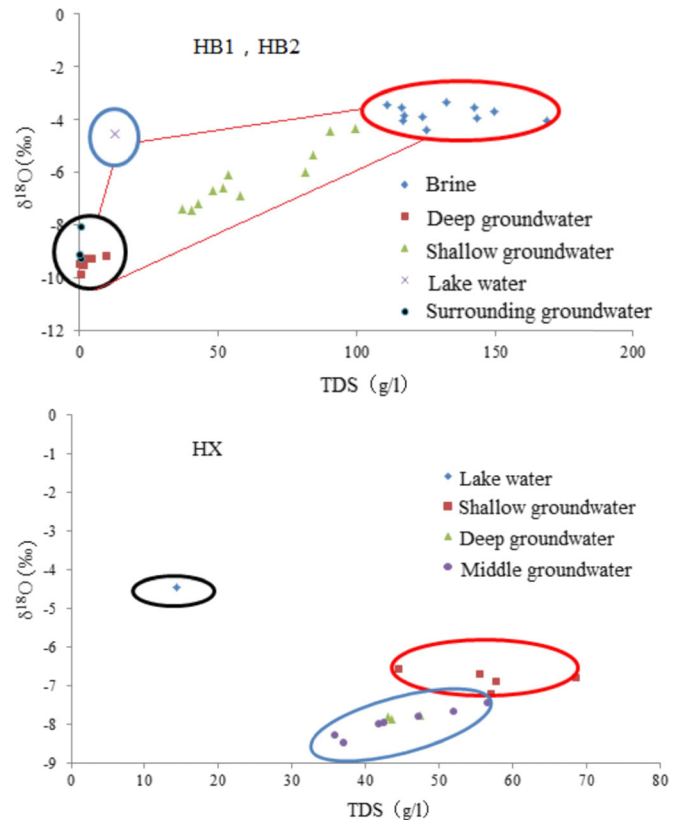 HB1 , HB2
0
-2
-4
-6
-8
-10
-12
δ¹⁸O(‰)
Brine
Deep groundwater
Shallow groundwater
Lake water
Surrounding groundwater
0 50 100 150 200
TDS (g/l)
HX
0
-1
-2
-3
-4
-5
-6
-7
-8
-9
δ¹⁸O(‰)
Lake water
Shallow groundwater
Deep groundwater
Middle groundwater
0 10 20 30 40 50 60 70 80
TDS (g/l)